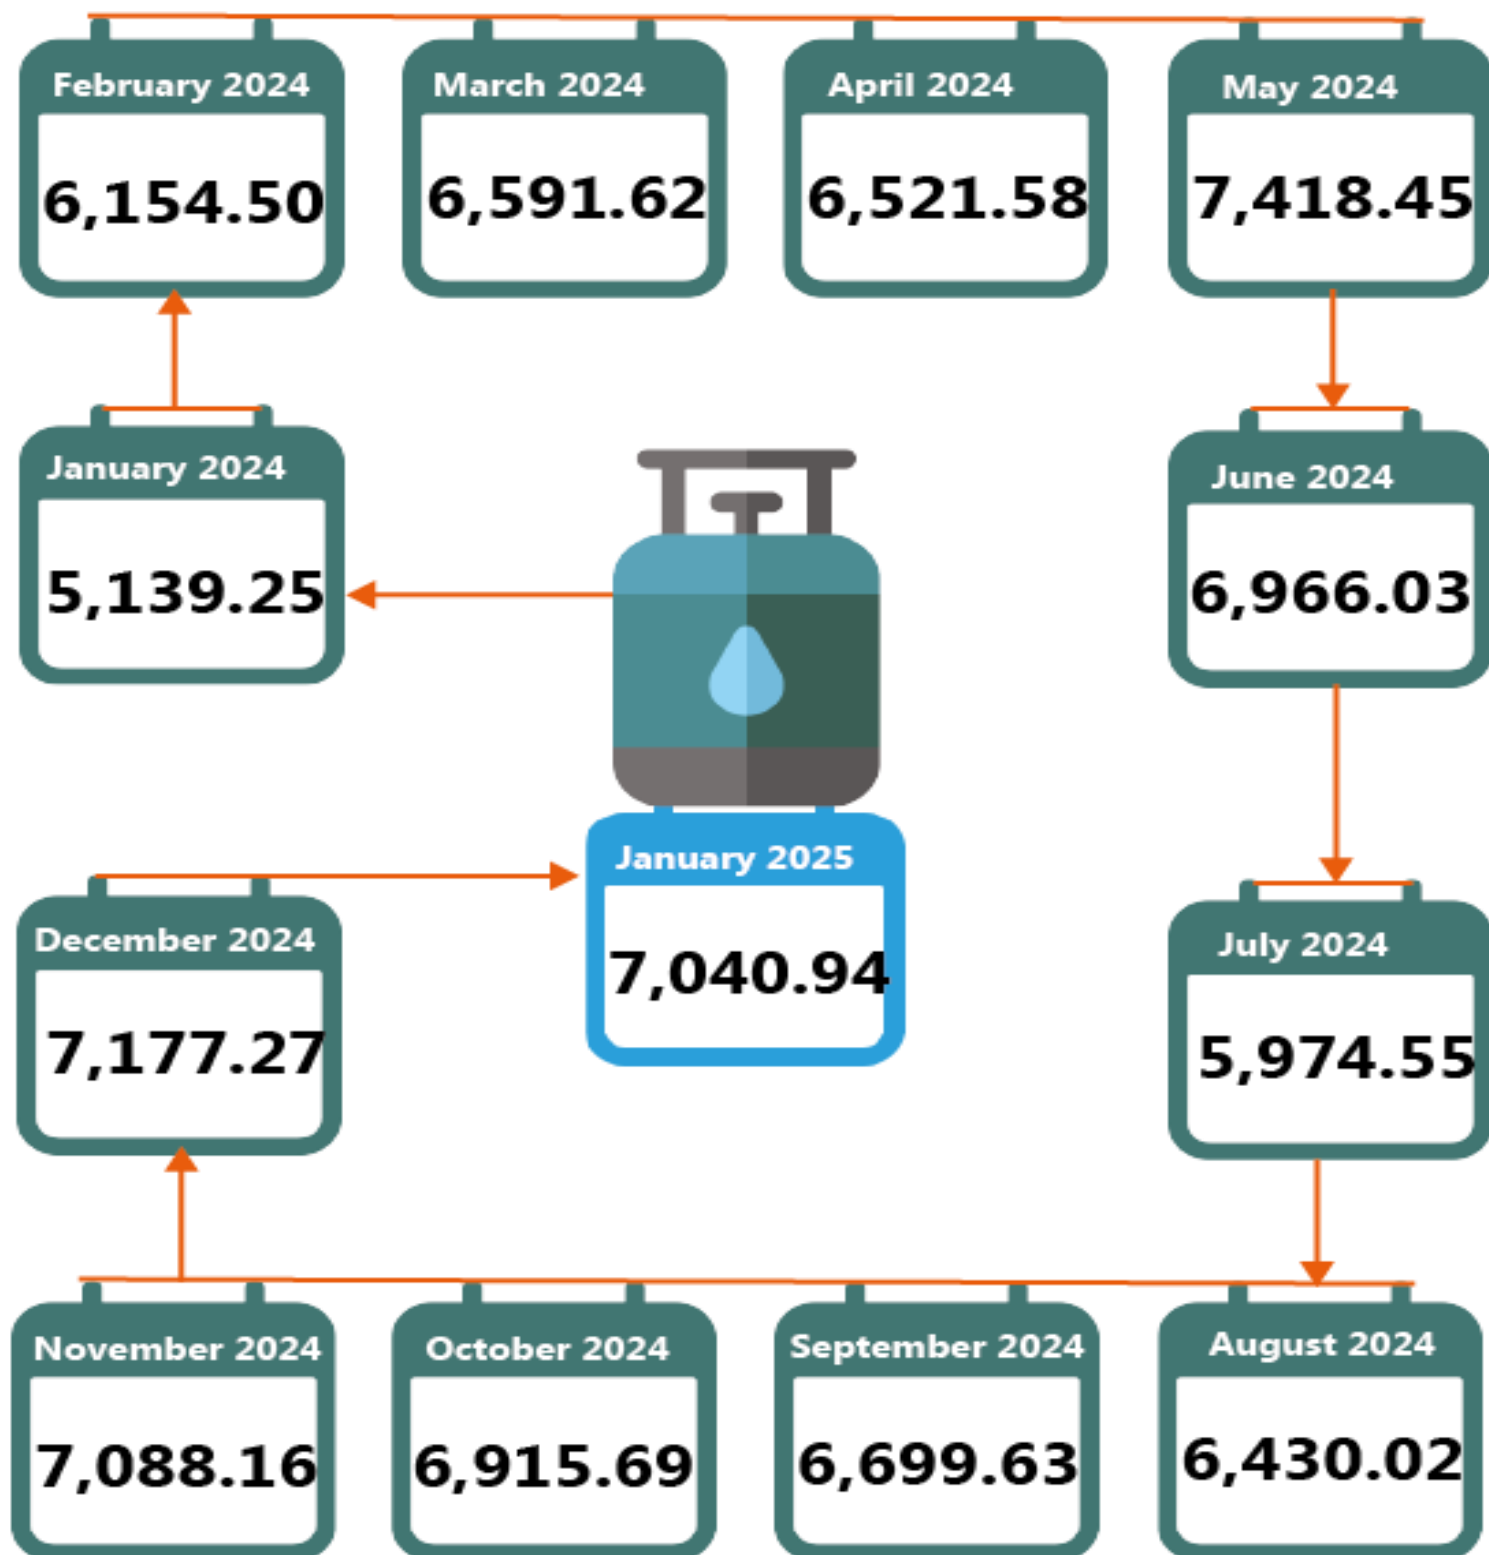 February 2024
6,154.50
March 2024
6,591.62
April 2024
6,521.58
May 2024
7,418.45
January 2024
5,139.25
June 2024
6,966.03
January 2025
7,040.94
December 2024
7,177.27
July 2024
5,974.55
November 2024
7,088.16
October 2024
6,915.69
September 2024
6,699.63
August 2024
6,430.02